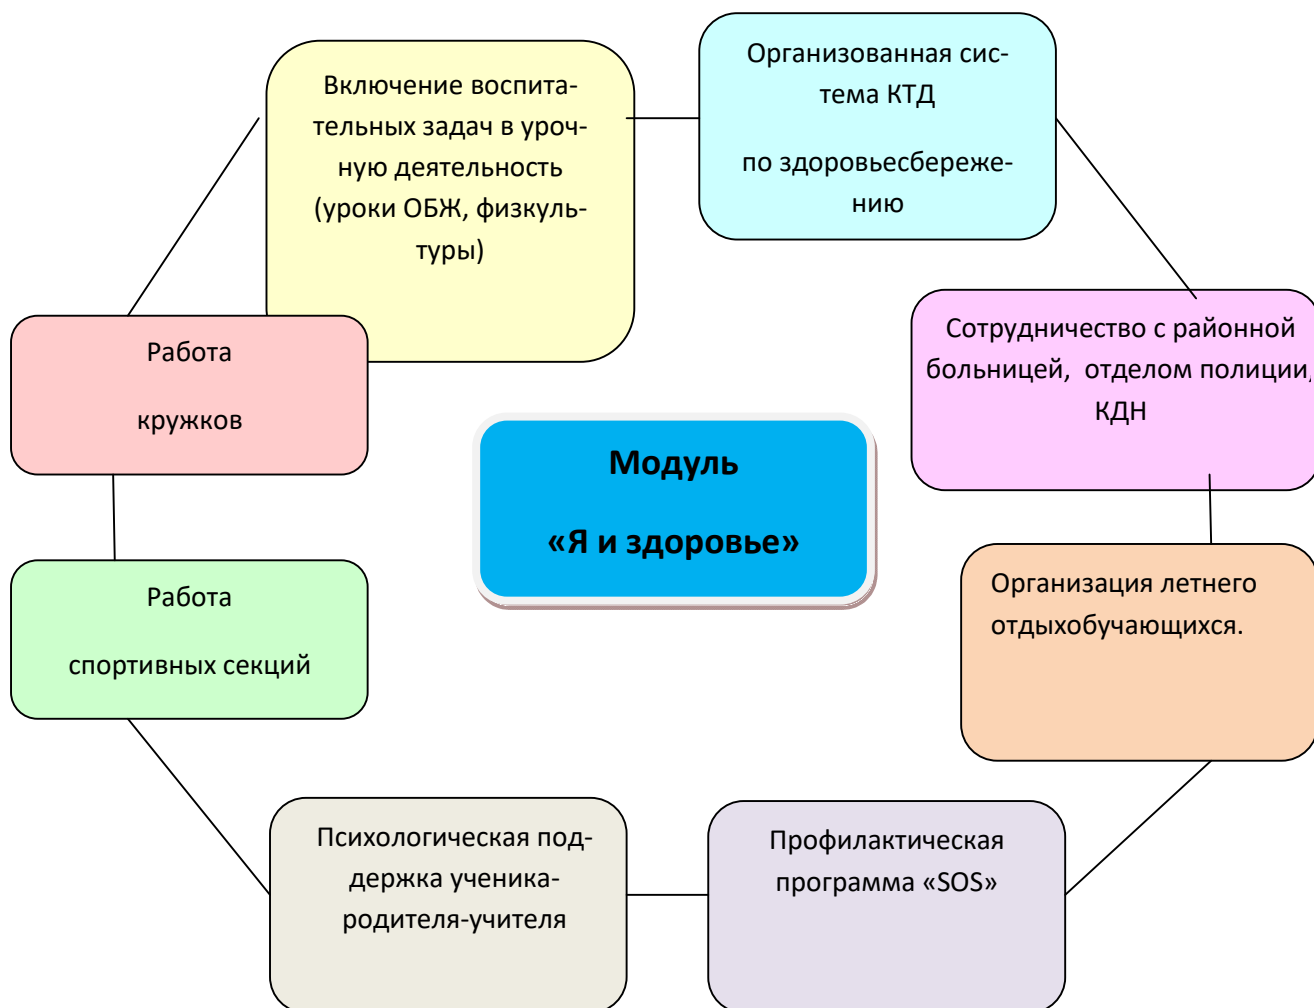 Включение воспита-
тельных задач в уроч-
ную деятельность
(уроки ОБЖ, физкуль-
туры)
Организованная сис-
тема КТД
по здоровьесбереже-
нию
Сотрудничество с районной
больницей, отделом полиции,
КДН
Работа
кружков
Модуль
«Я и здоровье»
Организация летнего
отдыхобучающихся.
Работа
спортивных секций
Психологическая под-
держка ученика-
родителя-учителя
Профилактическая
программа «SOS»